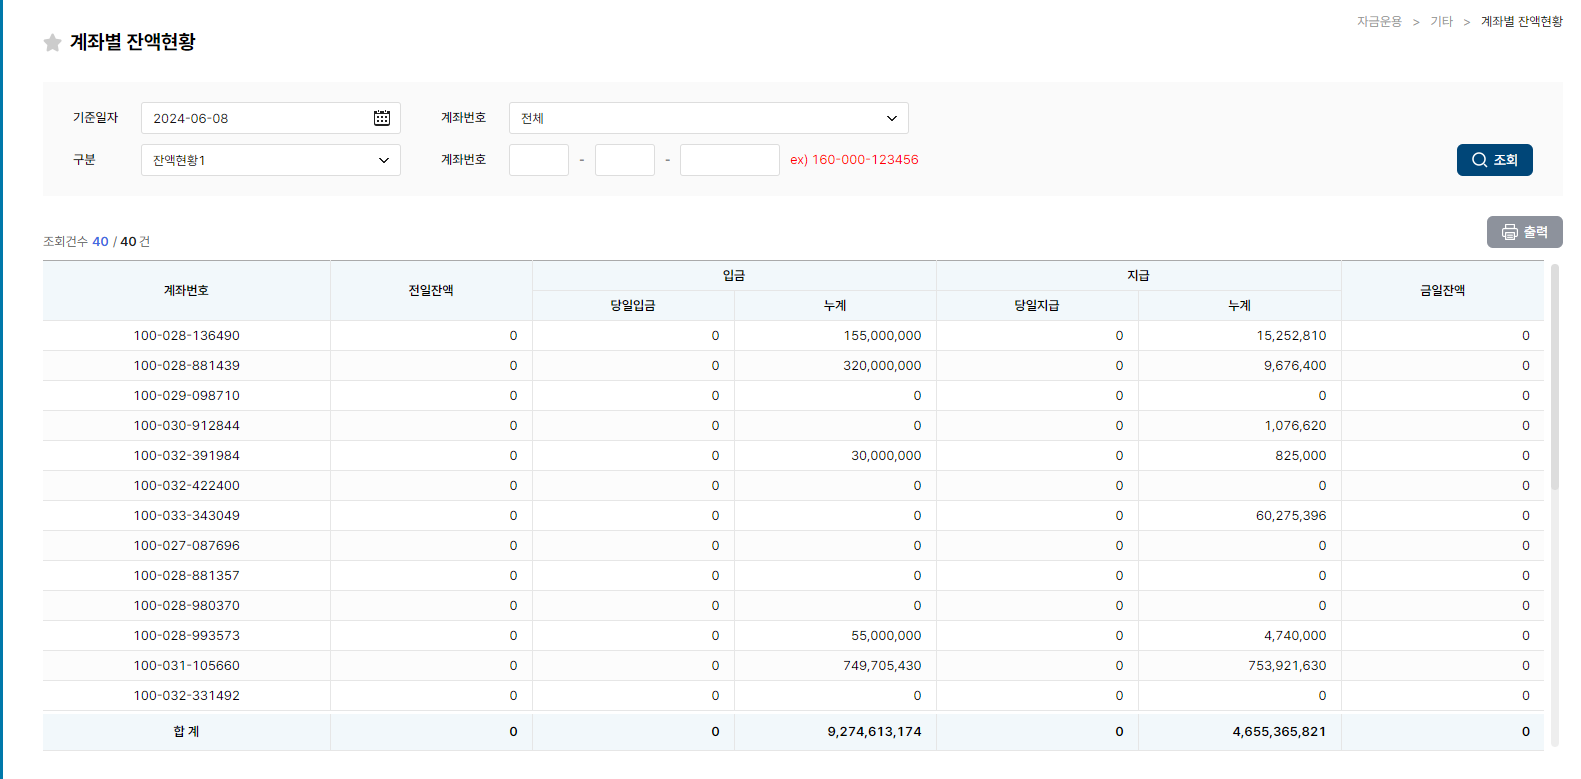 자금운용 > 기타 > 계좌별 잔액현황
계좌별 잔액현황
기준일자 2024-06-08 계좌번호 전체
구분 잔액현황1 계좌번호 - - ex) 160-000-123456 조회
조회건수 40 / 40 건 출력
계좌번호 전일잔액 입금 지급 금일잔액
당일입금 누계 당일지급 누계
100-028-136490 0 0 155,000,000 0 15,252,810 0
100-028-881439 0 0 320,000,000 0 9,676,400 0
100-029-098710 0 0 0 0 0 0
100-030-912844 0 0 0 0 1,076,620 0
100-032-391984 0 0 30,000,000 0 825,000 0
100-032-422400 0 0 0 0 0 0
100-033-343049 0 0 0 0 60,275,396 0
100-027-087696 0 0 0 0 0 0
100-028-881357 0 0 0 0 0 0
100-028-980370 0 0 0 0 0 0
100-028-993573 0 0 55,000,000 0 4,740,000 0
100-031-105660 0 0 749,705,430 0 753,921,630 0
100-032-331492 0 0 0 0 0 0
합 계 0 0 9,274,613,174 0 4,655,365,821 0